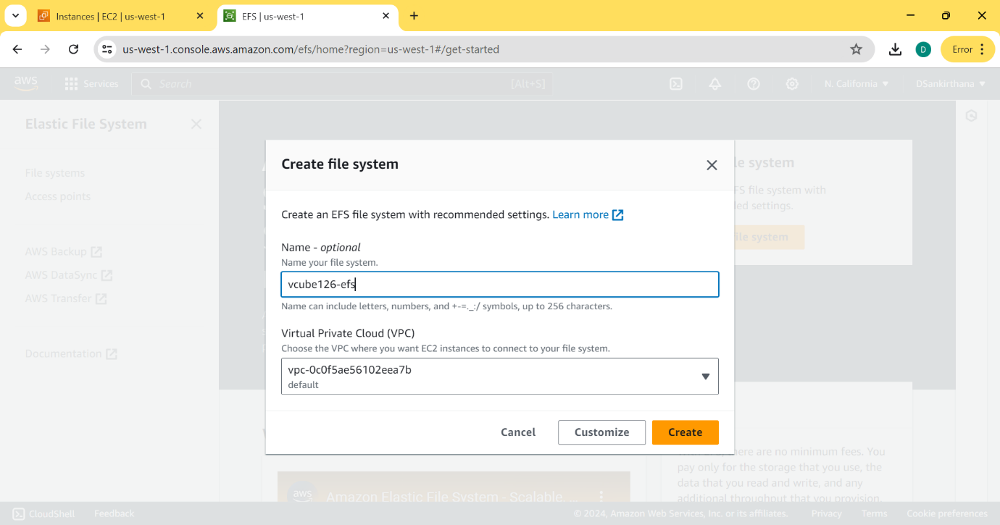 Instances | EC2 | us-west-1
EFS | us-west-1
us-west-1.console.aws.amazon.com/efs/home?region=us-west-1#/get-started
D
Error
aws
Services
Search
[Alt+S]
N. California
DSankirthana
Elastic File System
File systems
Access points
AWS Backup
AWS DataSync
AWS Transfer
Documentation
Create file system
Create an EFS file system with recommended settings. Learn more
Name - optional
Name your file system.
vcube126-efs
Name can include letters, numbers, and +-=._:/ symbols, up to 256 characters.
Virtual Private Cloud (VPC)
Choose the VPC where you want EC2 instances to connect to your file system.
vpc-0c0f5ae56102eea7b
default
Cancel
Customize
Create
le system
FS file system with
ed settings.
ile system
here are no minimum fees. You
pay only for the storage that you use, the
data that you read and write, and any
additional throughput that you provision.
aws
Amazon Elastic File System - Scalable, ...
CloudShell
Feedback
© 2024, Amazon Web Services, Inc. or its affiliates.
Privacy
Terms
Cookie preferences